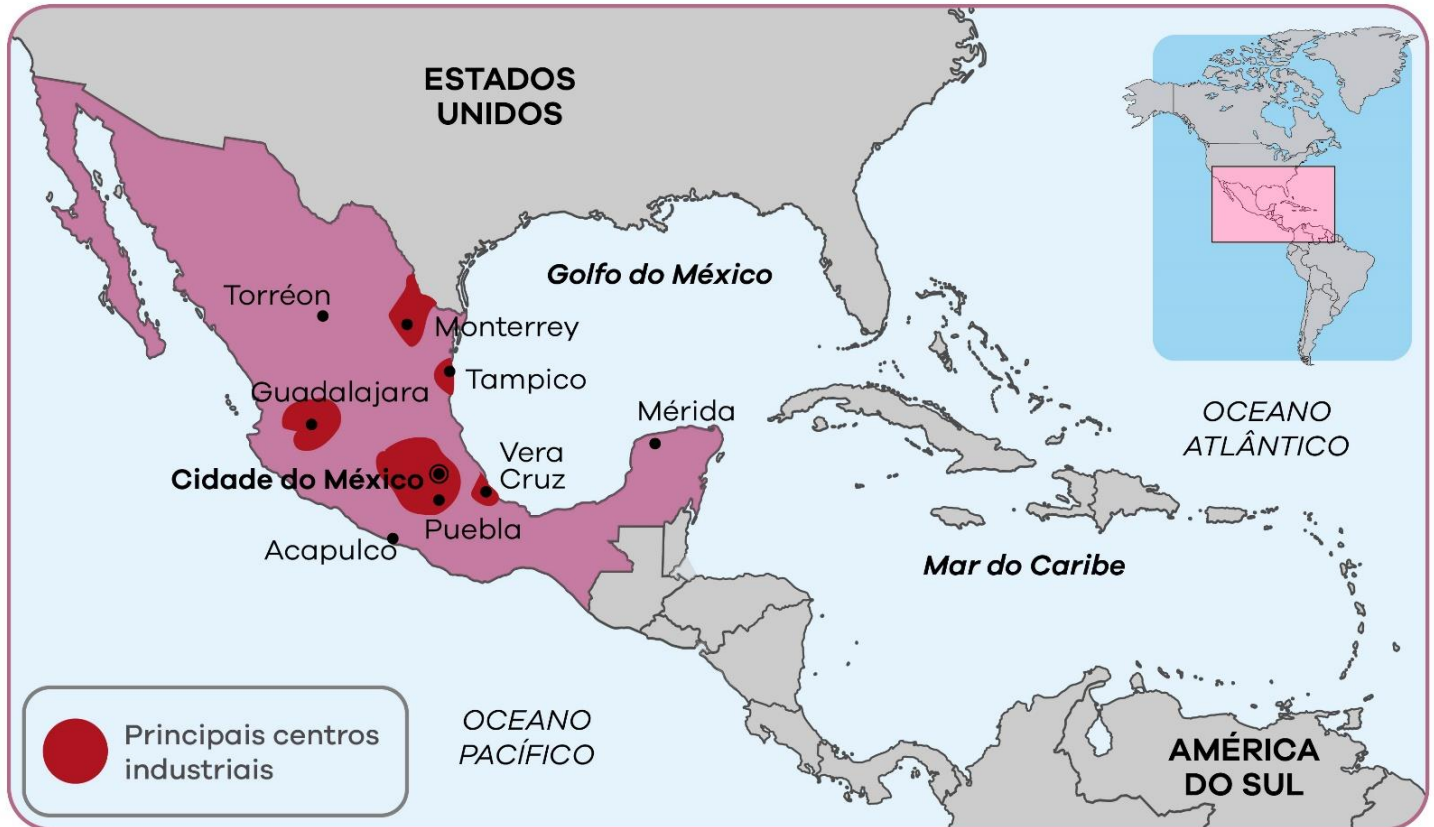 ESTADOS
UNIDOS
Golfo do México
Torréon
Monterrey
Tampico
Guadalajara
Mérida
OCEANO
ATLÂNTICO
Vera
Cruz
Cidade do México
Puebla
Acapulco
Mar do Caribe
OCEANO
PACÍFICO
AMÉRICA
DO SUL
Principais centros
industriais